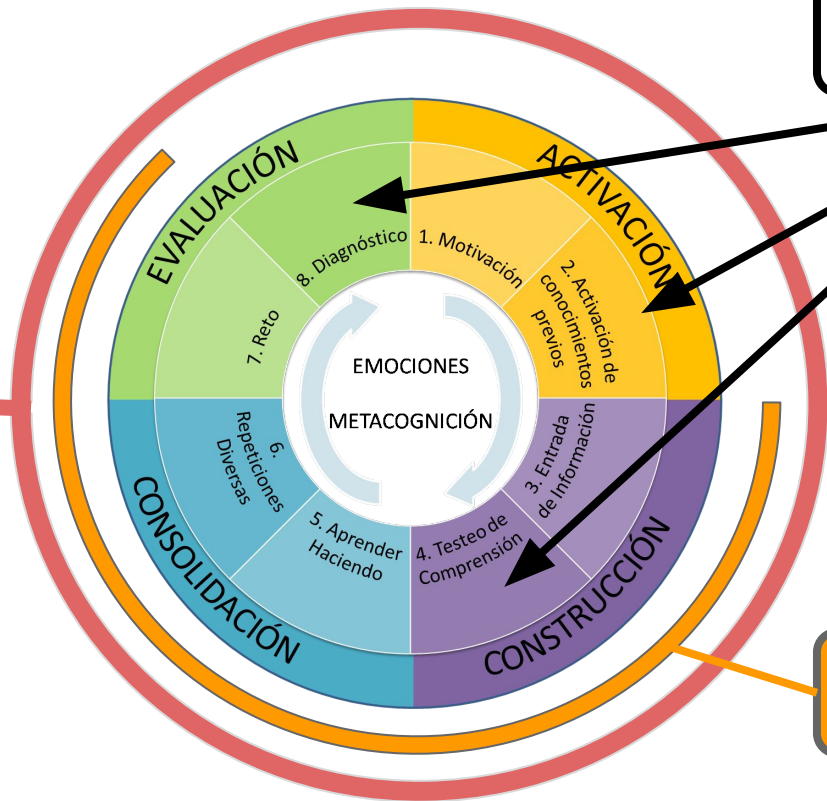 EVALUACIÓN
ACTIVACIÓN
8. Diagnóstico
1. Motivación
2. Activación de
conocimientos
previos
7. Reto
EMOCIONES
METACOGNICIÓN
3. Entrada
de Información
6.
Repeticiones
Diversas
5. Aprender
Haciendo
4. Testeo de
Comprensión
CONSOLIDACIÓN
CONSTRUCCIÓN